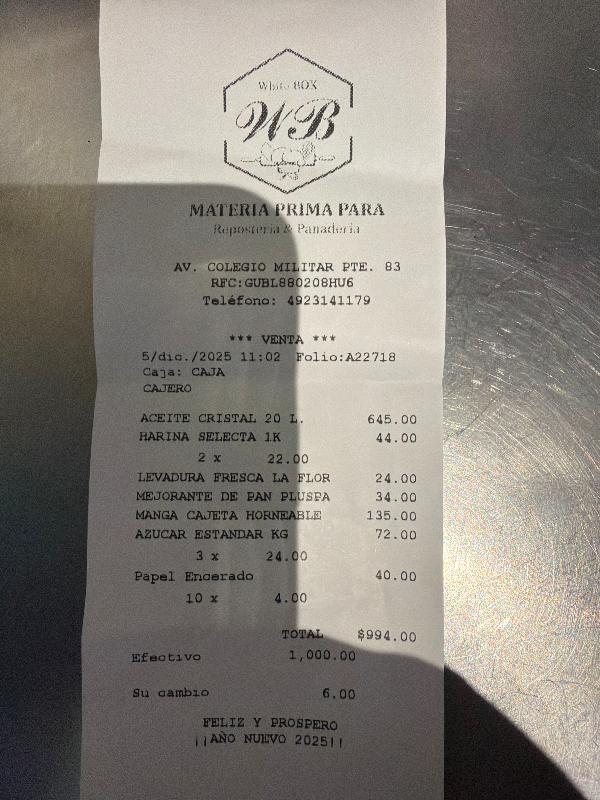 White BOX
WB
MATERIA PRIMA PARA
Repostería & Panadería
AV. COLEGIO MILITAR PTE. 83
RFC:GUBL880208HU6
Teléfono: 4923141179
*** VENTA ***
5/dic./2025 11:02 Folio:A22718
Caja: CAJA
CAJERO
ACEITE CRISTAL 20 L. 645.00
HARINA SELECTA 1K 44.00
2 x 22.00
LEVADURA FRESCA LA FLOR 24.00
MEJORANTE DE PAN PLUSPA 34.00
MANGA CAJETA HORNEABLE 135.00
AZUCAR ESTANDAR KG 72.00
3 x 24.00
Papel Encerado 40.00
10 x 4.00
TOTAL $994.00
Efectivo 1,000.00
Su cambio 6.00
FELIZ Y PROSPERO
¡¡AÑO NUEVO 2025!!